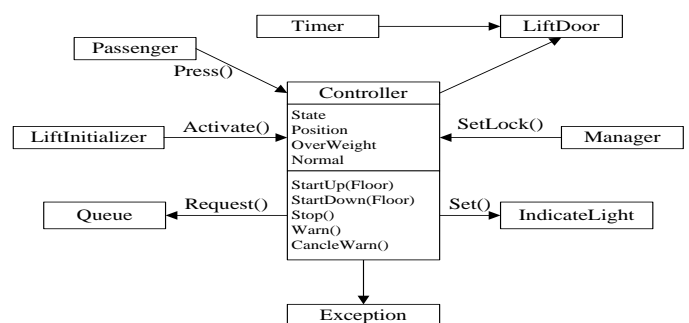 Timer
LiftDoor
Passenger
Press()
Controller
State
Position
OverWeight
Normal
LiftInitializer
Activate()
SetLock()
Manager
StartUp(Floor)
StartDown(Floor)
Stop()
Warn()
CancleWarn()
Queue
Request()
Set()
IndicateLight
Exception